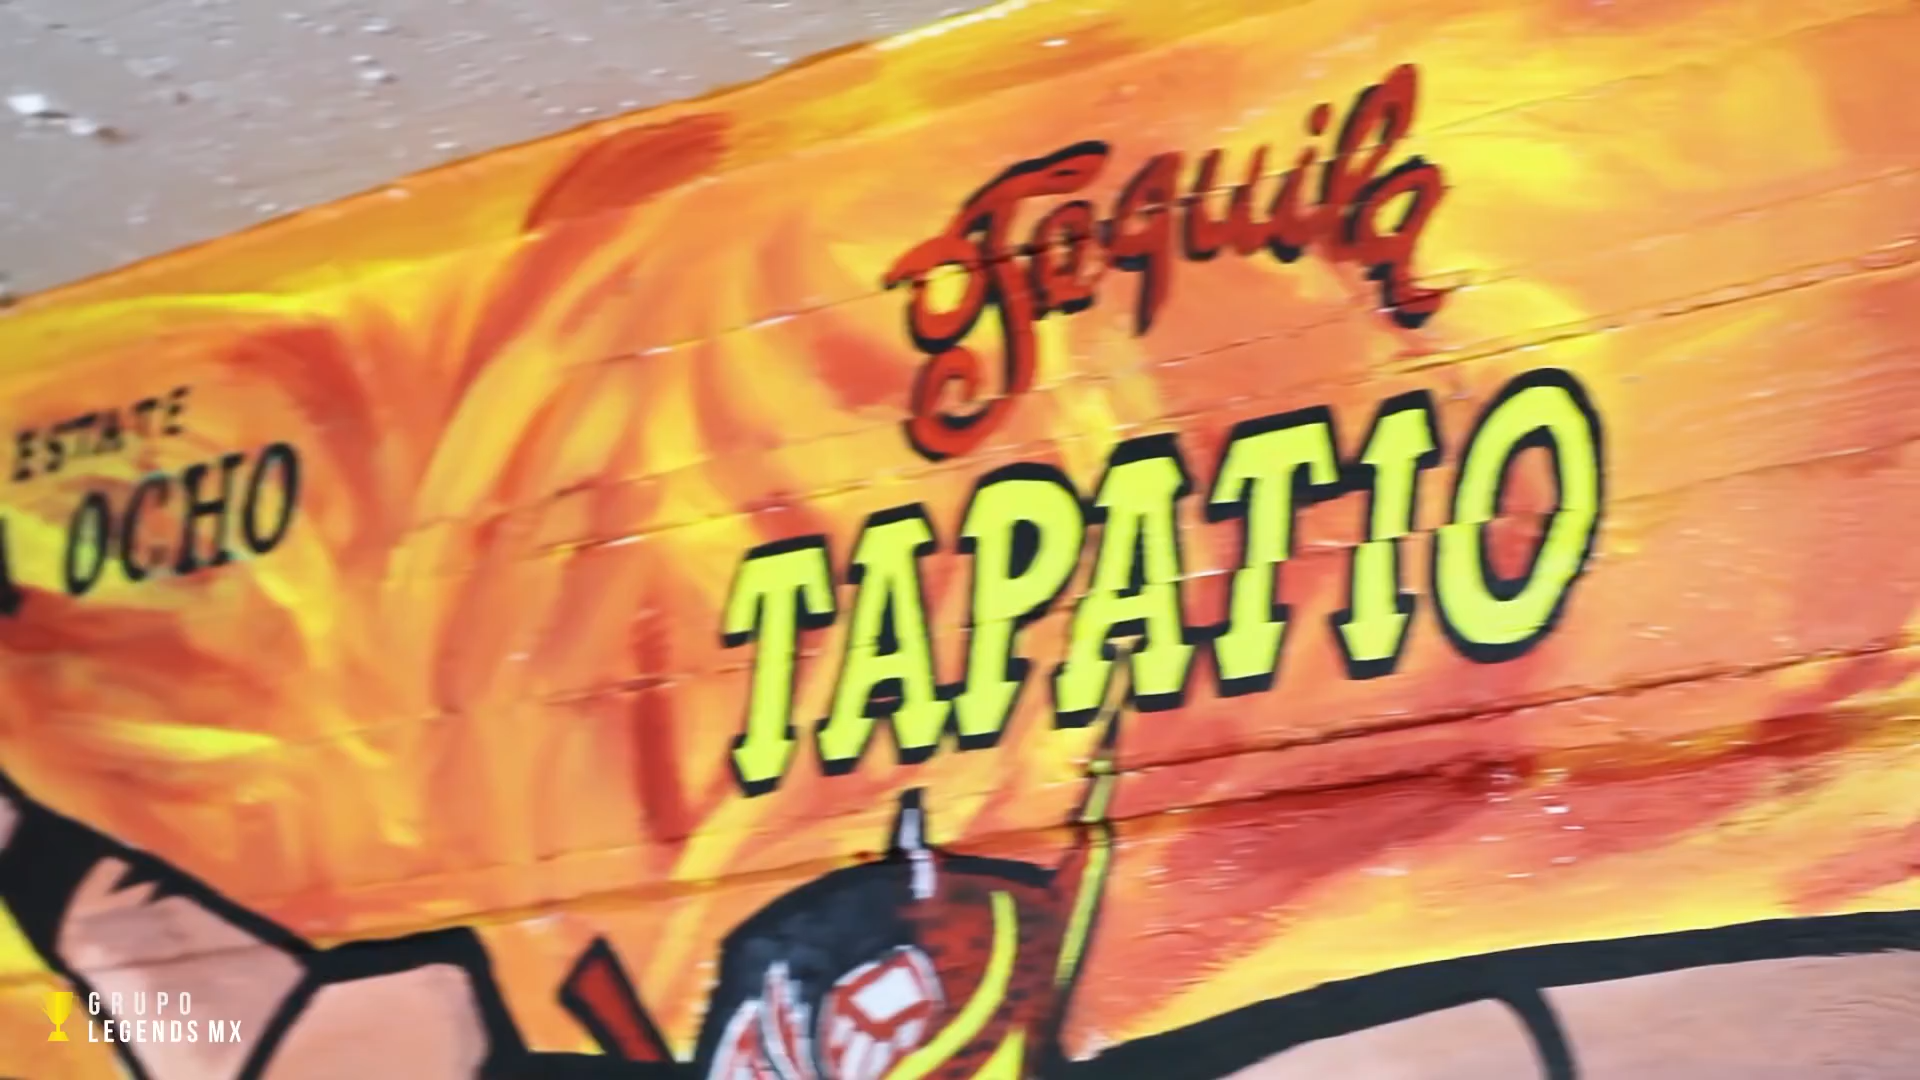 ESTATE
OCHO
Tequila
TAPATIO
GRUPO
LEGENDS MX